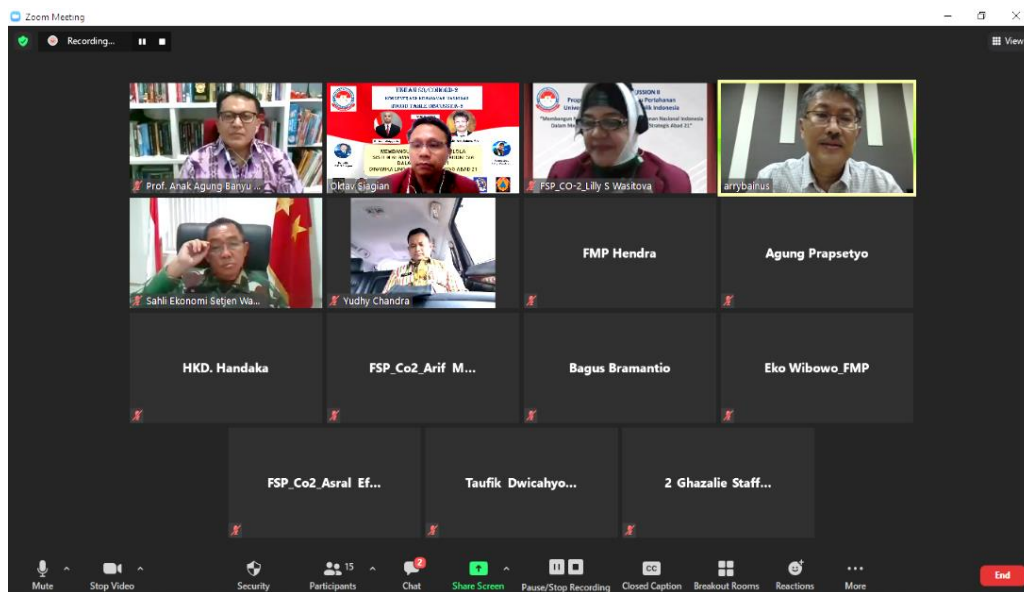 Zoom Meeting
Recording...
View
Prof. Anak Agung Banyu ...
Oktav Siagian
FSP_CO-2_Lilly S Wasitova
arrybainus
Sahli Ekonomi Setjen Wa...
Yudhy Chandra
FMP Hendra
Agung Prapsetyo
HKD. Handaka
FSP_Co2_Arif M...
Bagus Bramantio
Eko Wibowo_FMP
FSP_Co2_Asral Ef...
Taufik Dwicahyo...
2 Ghazalie Staff...
Mute
Stop Video
Security
15
Participants
2
Chat
Share Screen
Pause/Stop Recording
CC
Closed Caption
Breakout Rooms
Reactions
More
End